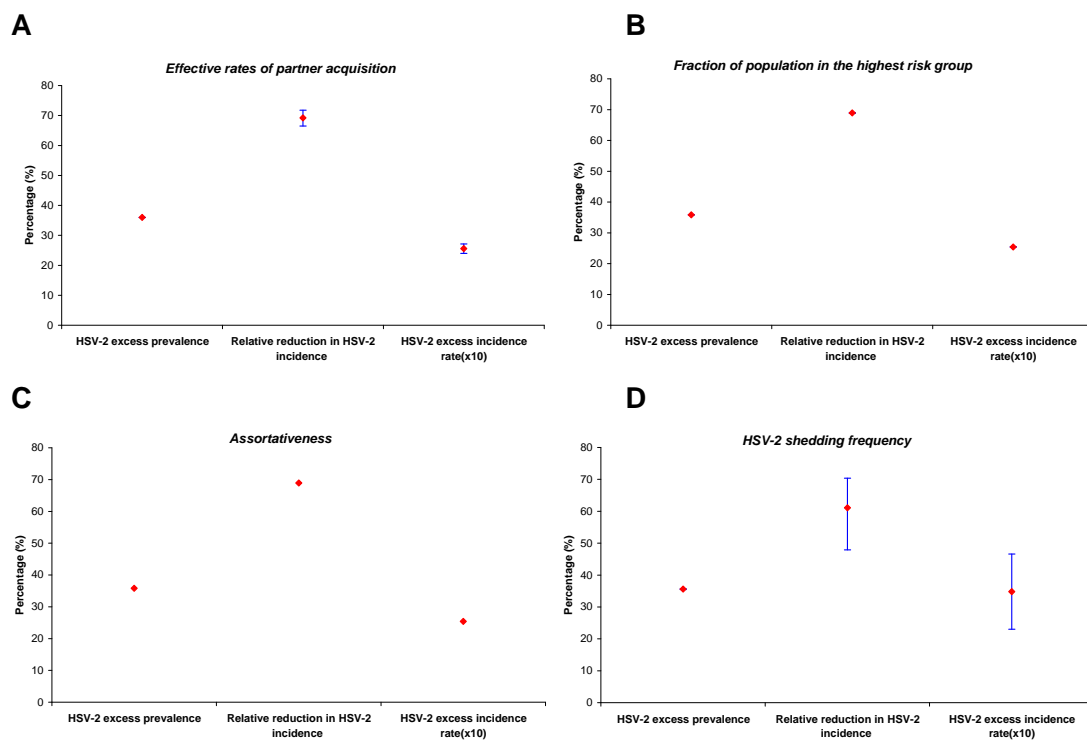 A
Effective rates of partner acquisition
Percentage (%)
80
70
60
50
40
30
20
10
0
HSV-2 excess prevalence
Relative reduction in HSV-2
incidence
HSV-2 excess incidence
rate(x10)
B
Fraction of population in the highest risk group
Percentage (%)
80
70
60
50
40
30
20
10
0
HSV-2 excess prevalence
Relative reduction in HSV-2
incidence
HSV-2 excess incidence
rate(x10)
C
Assortativeness
Percentage (%)
80
70
60
50
40
30
20
10
0
HSV-2 excess prevalence
Relative reduction in HSV-2
incidence
HSV-2 excess incidence
rate(x10)
D
HSV-2 shedding frequency
Percentage (%)
80
70
60
50
40
30
20
10
0
HSV-2 excess prevalence
Relative reduction in HSV-2
incidence
HSV-2 excess incidence
rate(x10)